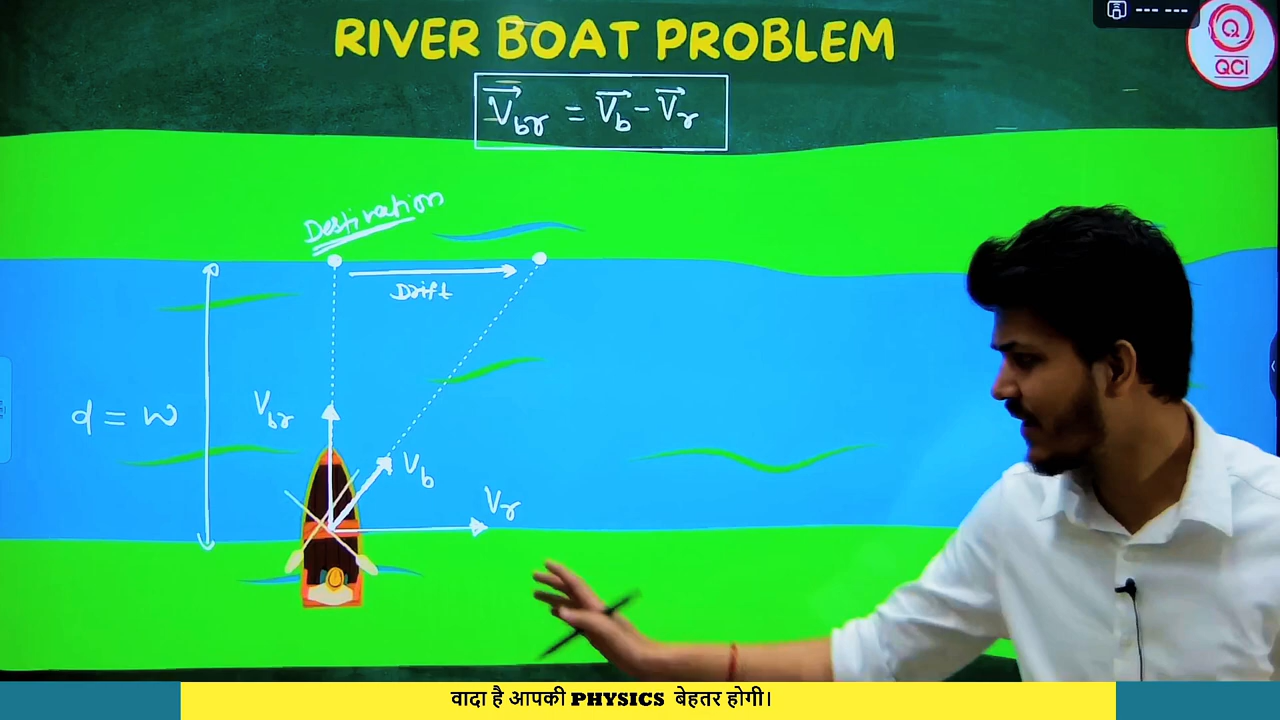 RIVER BOAT PROBLEM
QCI
V⃗br = V⃗b - V⃗r
Destination
Drift
d = w
Vbr
Vb
Vr
वादा है आपकी PHYSICS बेहतर होगी।